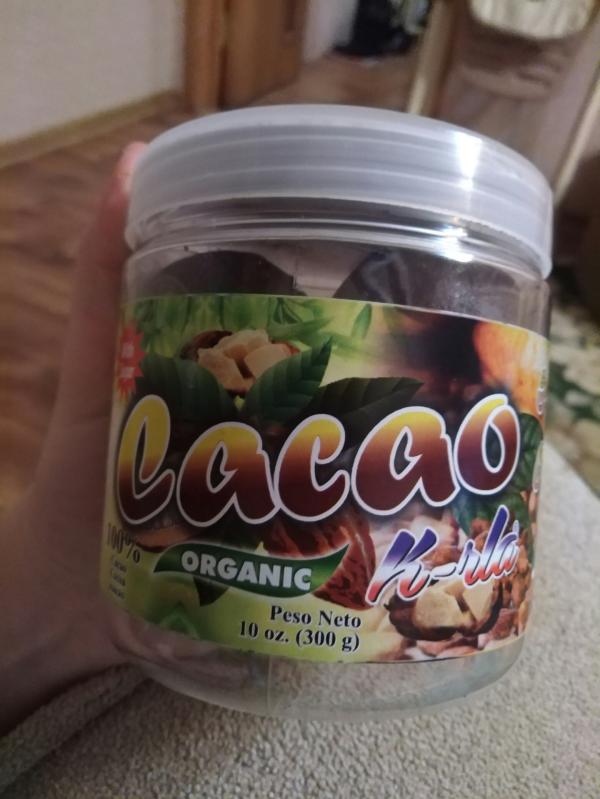 Cacao
K-rla
100%
ORGANIC
Peso Neto
10 oz. (300 g)